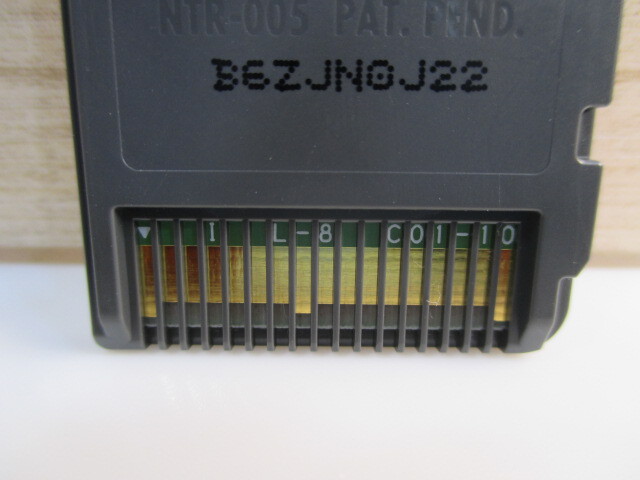 NTR-005 PAT. PEND.
B6ZJN0J22
▼ I L-8 C01-10